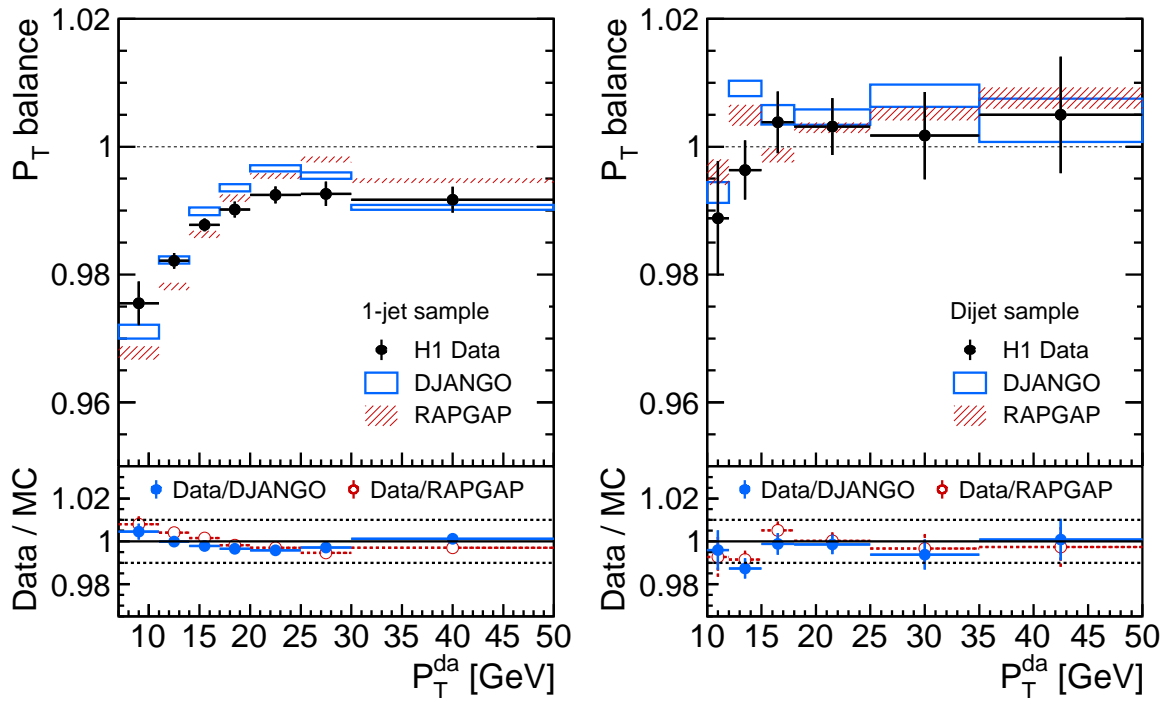 P_T balance
1.02
1
0.98
0.96
1-jet sample
H1 Data
DJANGO
RAPGAP
Data / MC
1.02
1
0.98
Data/DJANGO
Data/RAPGAP
10 15 20 25 30 35 40 45 50
P_T^da [GeV]
P_T balance
1.02
1
0.98
0.96
Dijet sample
H1 Data
DJANGO
RAPGAP
Data / MC
1.02
1
0.98
Data/DJANGO
Data/RAPGAP
10 15 20 25 30 35 40 45 50
P_T^da [GeV]